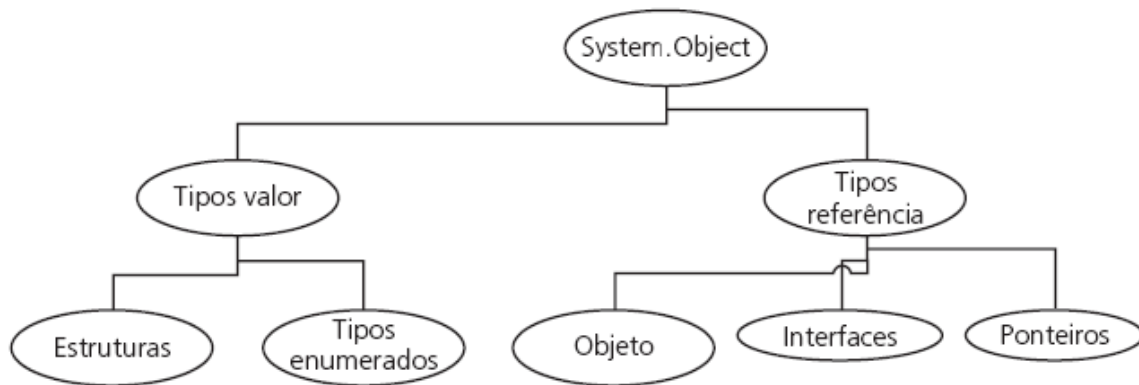 System.Object
Tipos valor
Tipos
referência
Estruturas
Tipos
enumerados
Objeto
Interfaces
Ponteiros